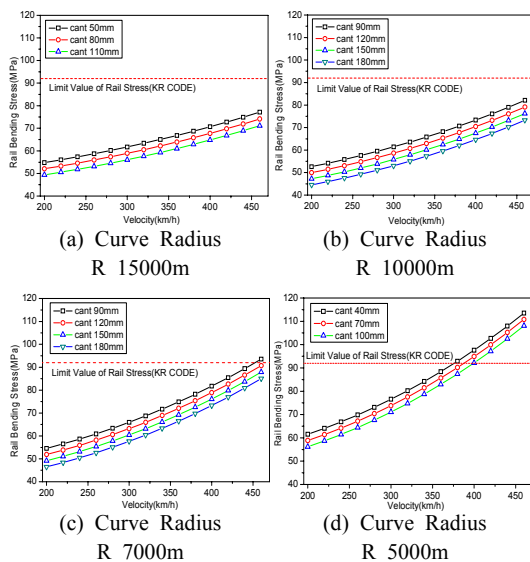 120
110
100
90
80
70
60
50
40
Rail Bending Stress(MPa)
cant 50mm
cant 80mm
cant 110mm
Limit Value of Rail Stress(KR CODE)
200 250 300 350 400 450
Velocity(km/h)
(a) Curve Radius
R 15000m
120
110
100
90
80
70
60
50
40
Rail Bending Stress(MPa)
cant 90mm
cant 120mm
cant 150mm
cant 180mm
Limit Value of Rail Stress(KR CODE)
200 250 300 350 400 450
Velocity(km/h)
(b) Curve Radius
R 10000m
120
110
100
90
80
70
60
50
40
Rail Bending Stress(MPa)
cant 90mm
cant 120mm
cant 150mm
cant 180mm
Limit Value of Rail Stress(KR CODE)
200 250 300 350 400 450
Velocity(km/h)
(c) Curve Radius
R 7000m
120
110
100
90
80
70
60
50
40
Rail Bending Stress(MPa)
cant 40mm
cant 70mm
cant 100mm
Limit Value of Rail Stress(KR CODE)
200 250 300 350 400 450
Velocity(km/h)
(d) Curve Radius
R 5000m